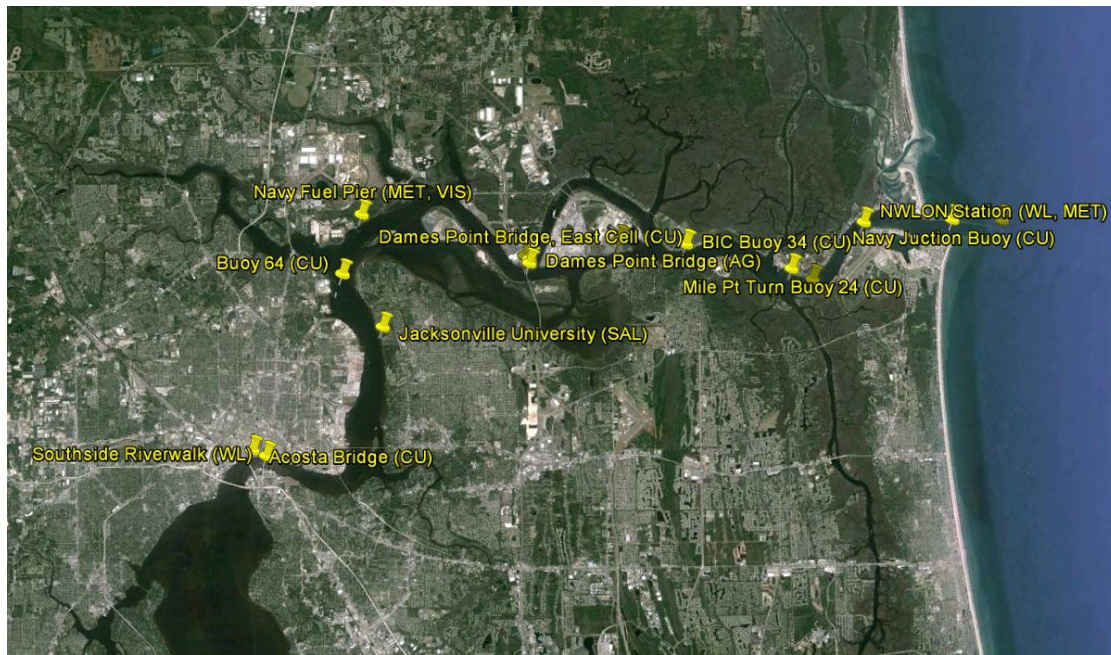 Navy Fuel Pier (MET, VIS)
NWLON Station (WL, MET)
Dames Point Bridge, East Cell (CU)
BIC Buoy 34 (CU)
Navy Juction Buoy (CU)
Buoy 64 (CU)
Dames Point Bridge (AG)
Mile Pt Turn Buoy 24 (CU)
Jacksonville University (SAL)
Southside Riverwalk (WL)
Acosta Bridge (CU)